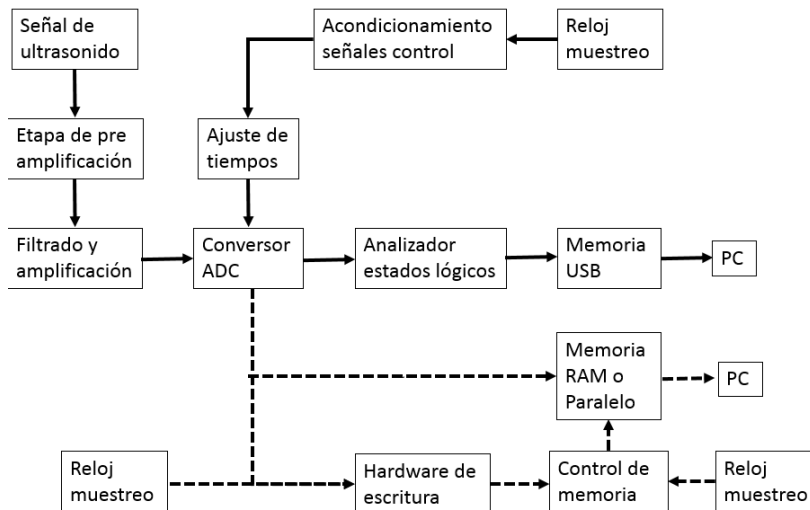 Señal de
ultrasonido
Acondicionamiento
señales control
Reloj
muestreo
Etapa de pre
amplificación
Ajuste de
tiempos
Filtrado y
amplificación
Conversor
ADC
Analizador
estados lógicos
Memoria
USB
PC
Memoria
RAM o
Paralelo
PC
Reloj
muestreo
Hardware de
escritura
Control de
memoria
Reloj
muestreo